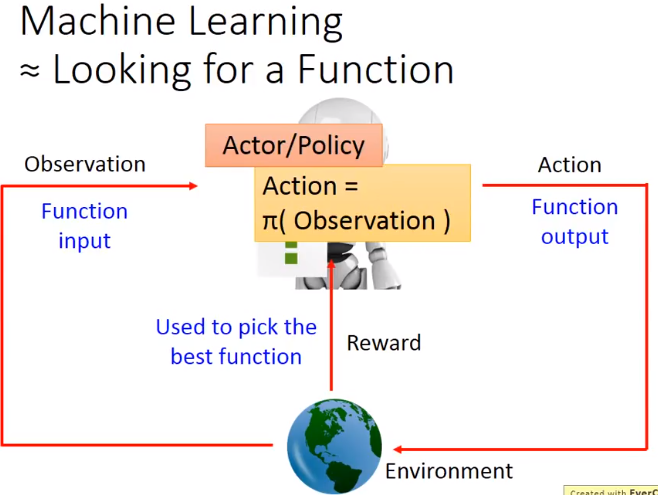 Machine Learning
≈ Looking for a Function
Observation
Actor/Policy
Action
Action =
π( Observation )
Function
input
Function
output
Used to pick the
best function
Reward
Environment
Created with EverC